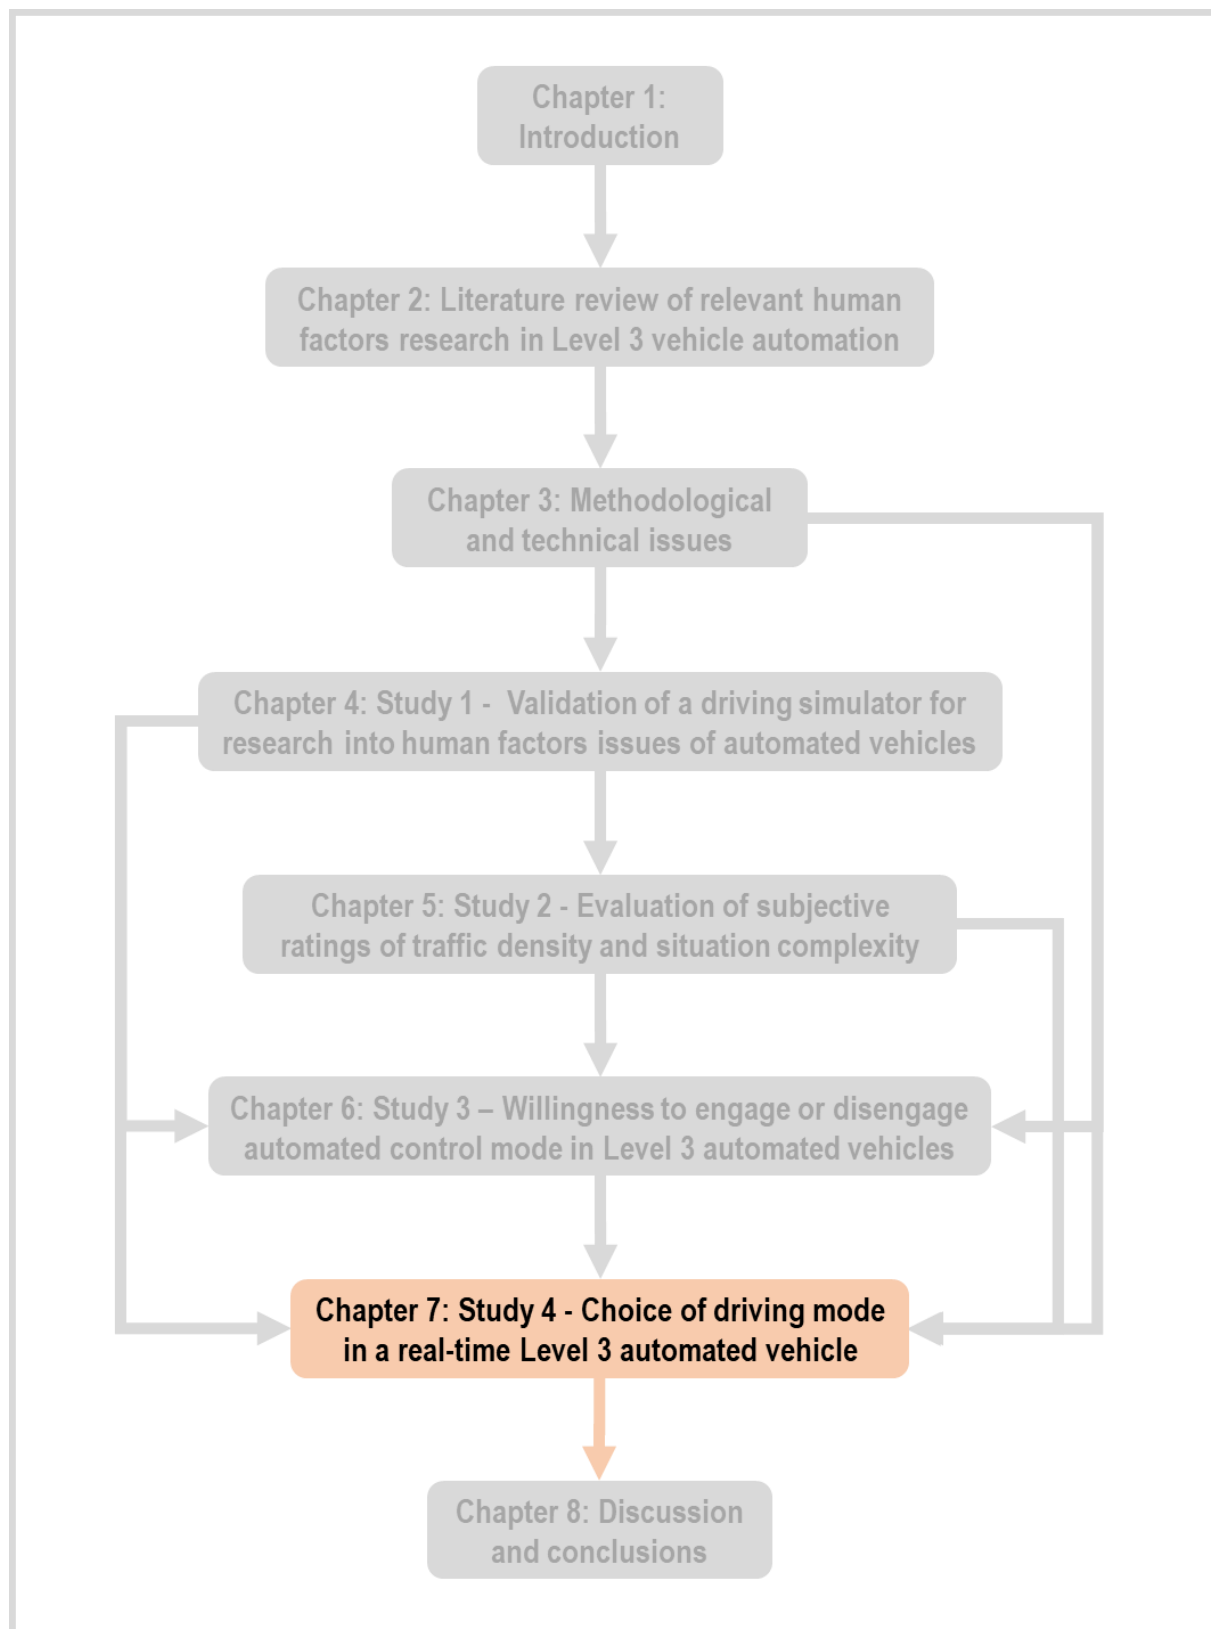 Chapter 1:
Introduction
Chapter 2: Literature review of relevant human
factors research in Level 3 vehicle automation
Chapter 3: Methodological
and technical issues
Chapter 4: Study 1 - Validation of a driving simulator for
research into human factors issues of automated vehicles
Chapter 5: Study 2 - Evaluation of subjective
ratings of traffic density and situation complexity
Chapter 6: Study 3 – Willingness to engage or disengage
automated control mode in Level 3 automated vehicles
Chapter 7: Study 4 - Choice of driving mode
in a real-time Level 3 automated vehicle
Chapter 8: Discussion
and conclusions